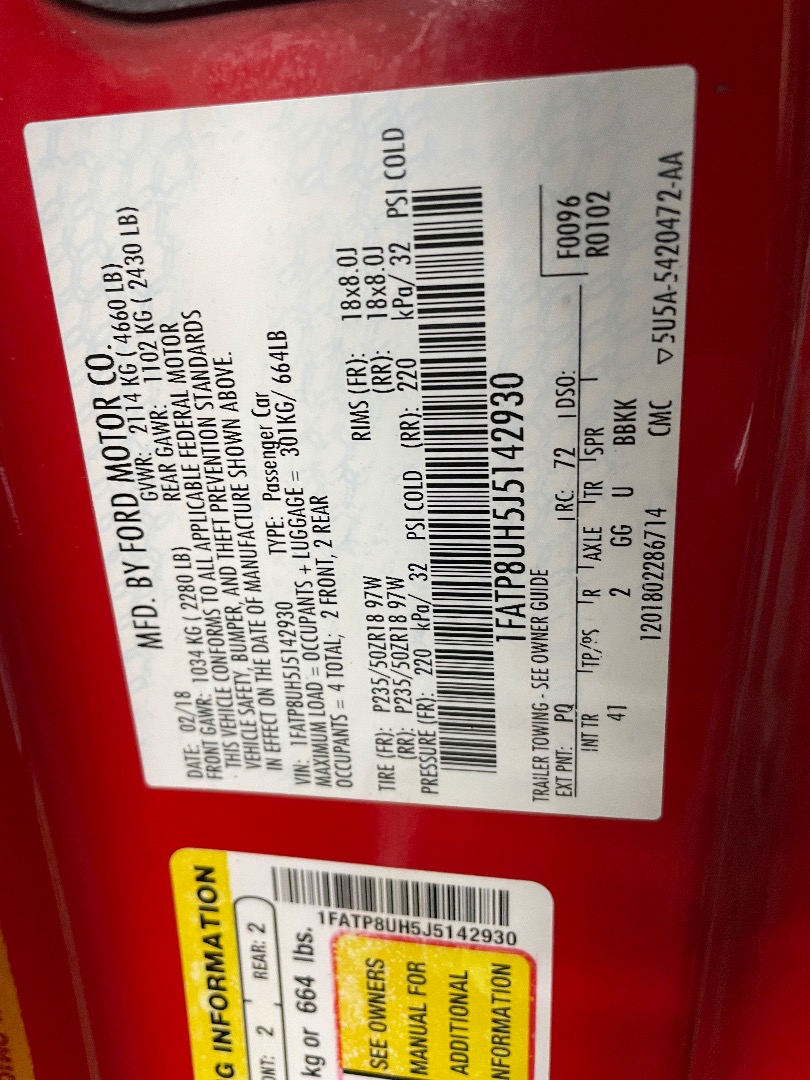 MFD. BY FORD MOTOR CO.
DATE: 02/18 GVWR: 2114 KG ( 4660 LB)
FRONT GAWR: 1034 KG ( 2280 LB) REAR GAWR: 1102 KG ( 2430 LB)
THIS VEHICLE CONFORMS TO ALL APPLICABLE FEDERAL MOTOR
VEHICLE SAFETY, BUMPER, AND THEFT PREVENTION STANDARDS
IN EFFECT ON THE DATE OF MANUFACTURE SHOWN ABOVE.
VIN: 1FATP8UH5J5142930 TYPE: Passenger Car
MAXIMUM LOAD = OCCUPANTS + LUGGAGE = 301KG/ 664LB
OCCUPANTS = 4 TOTAL; 2 FRONT, 2 REAR
TIRE (FR): P235/50ZR18 97W RIMS (FR): 18x8.0J
(RR): P235/50ZR18 97W (RR): 18x8.0J
PRESSURE (FR): 220 kPa/ 32 PSI COLD (RR): 220 kPa/ 32 PSI COLD
1FATP8UH5J5142930
TRAILER TOWING - SEE OWNER GUIDE
EXT PNT: PQ RC: 72 DSO: F0096
INT TR TP/PS R AXLE TR SPR R0102
41 2 GG U BBKK
1201802286714 CMC ▽5U5A-5420472-AA
G INFORMATION
2 REAR: 2
kg or 664 lbs.
1FATP8UH5J5142930
SEE OWNERS
MANUAL FOR
ADDITIONAL
NFORMATION